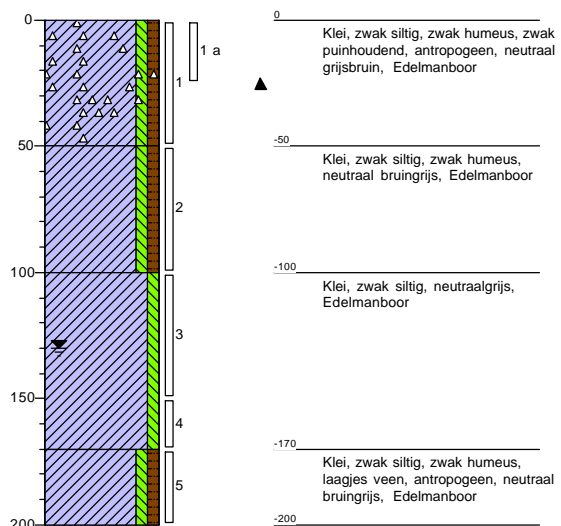 0
50
100
150
200
1 a
1
2
3
4
5
0
Klei, zwak siltig, zwak humeus, zwak
puinhoudend, antropogeen, neutraal
grijsbruin, Edelmanboor
-50
Klei, zwak siltig, zwak humeus,
neutraal bruingrijs, Edelmanboor
-100
Klei, zwak siltig, neutraalgrijs,
Edelmanboor
-170
Klei, zwak siltig, zwak humeus,
laagjes veen, antropogeen, neutraal
bruingrijs, Edelmanboor
-200